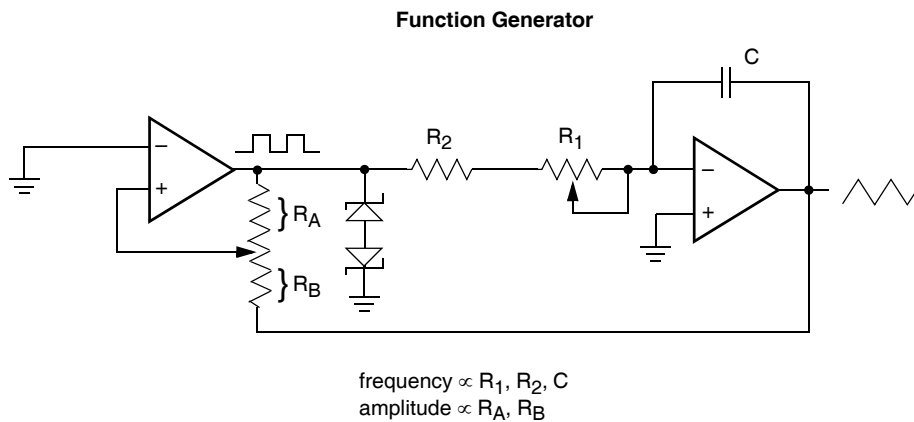 Function Generator
C
R2
R1
−
+
−
+
} RA
} RB
frequency ∝ R1, R2, C
amplitude ∝ RA, RB